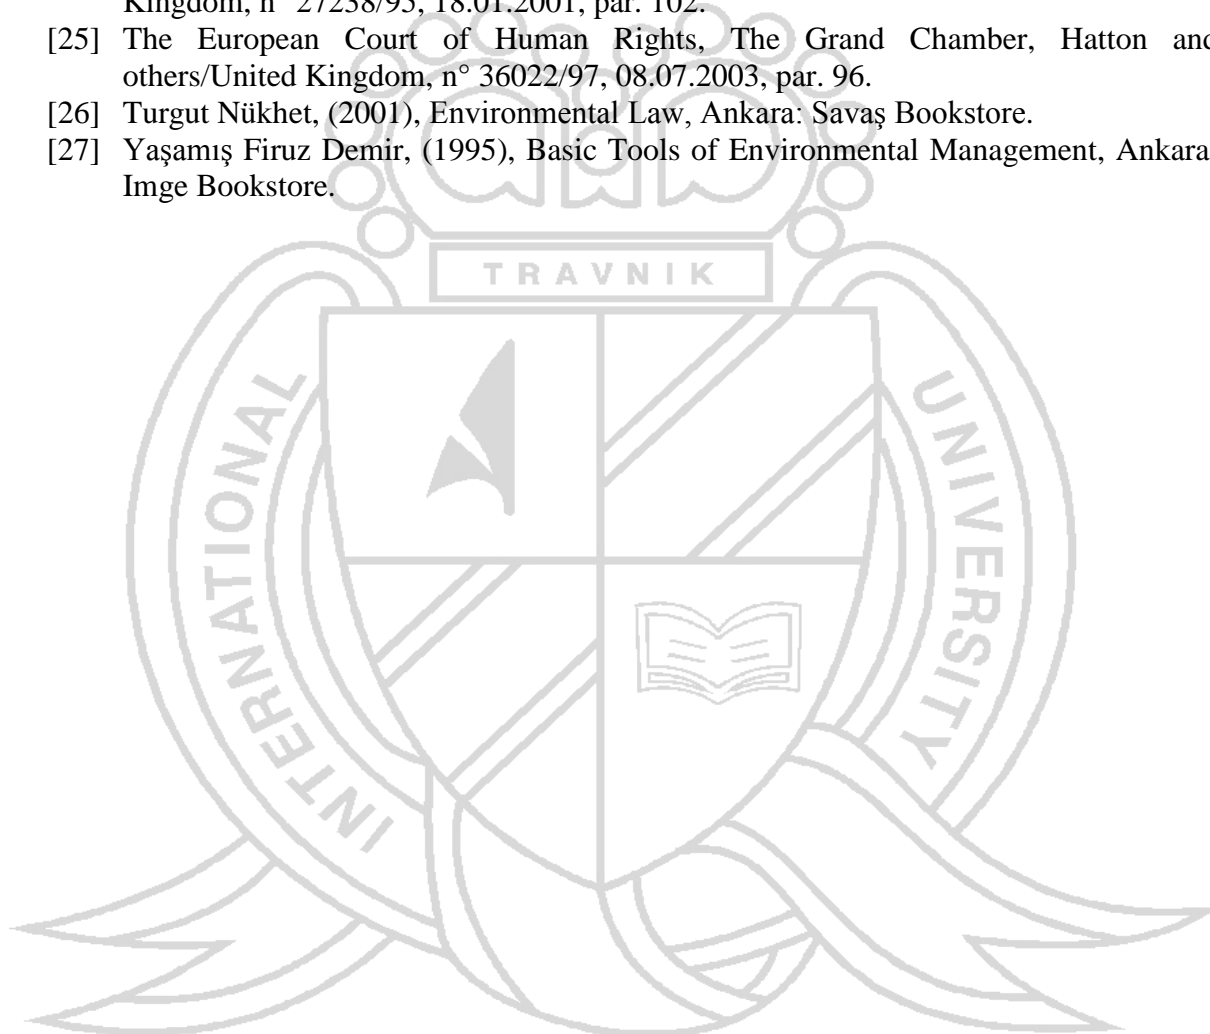 Kingdom, n° 27238/95, 18.01.2001, par. 102.
[25] The European Court of Human Rights, The Grand Chamber, Hatton and
others/United Kingdom, n° 36022/97, 08.07.2003, par. 96.
[26] Turgut Nükhet, (2001), Environmental Law, Ankara: Savaş Bookstore.
[27] Yaşamış Firuz Demir, (1995), Basic Tools of Environmental Management, Ankara
Imge Bookstore.
TRAVNIK
INTERNATIONAL
UNIVERSITY